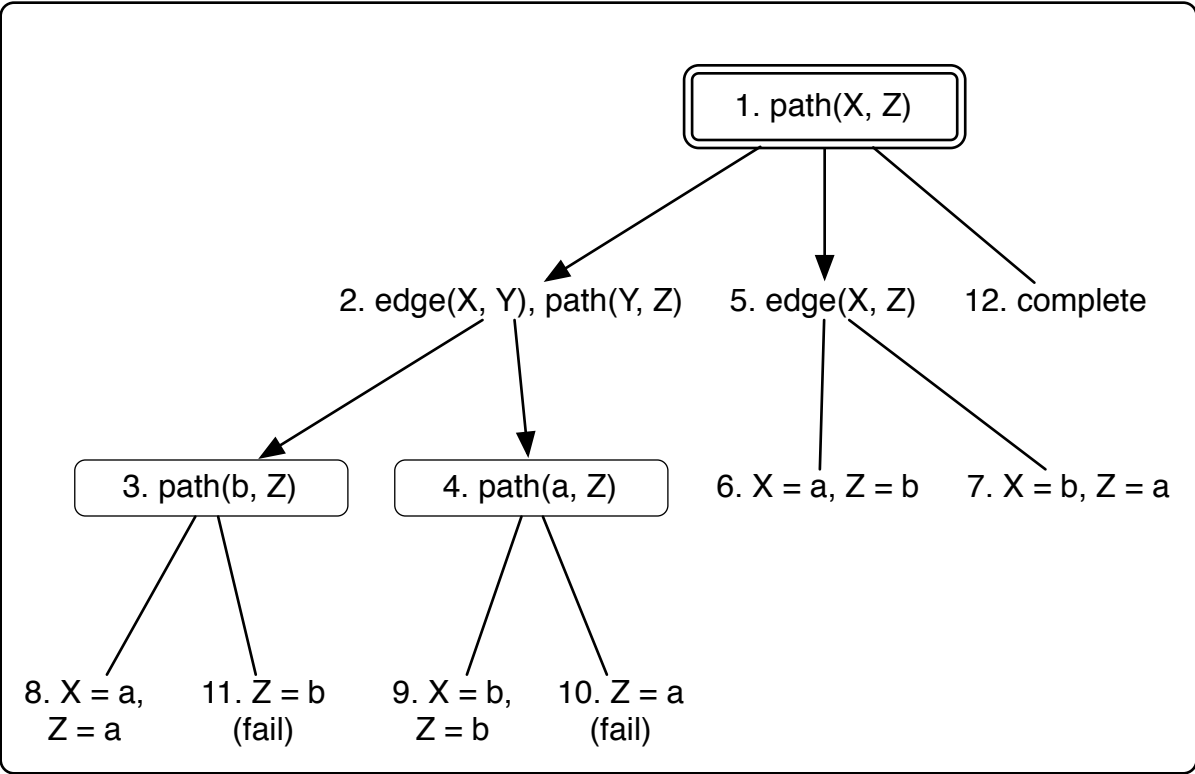 1. path(X, Z)
2. edge(X, Y), path(Y, Z)
5. edge(X, Z)
12. complete
3. path(b, Z)
4. path(a, Z)
6. X = a, Z = b
7. X = b, Z = a
8. X = a,
Z = a
11. Z = b
(fail)
9. X = b,
Z = b
10. Z = a
(fail)